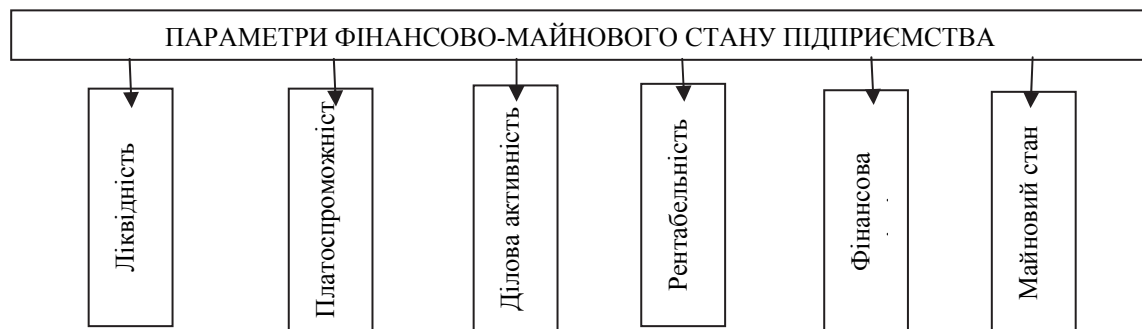 ПАРАМЕТРИ ФІНАНСОВО-МАЙНОВОГО СТАНУ ПІДПРИЄМСТВА
Ліквідність
Платоспроможніст
Ділова активність
Рентабельність
Фінансова
Майновий стан